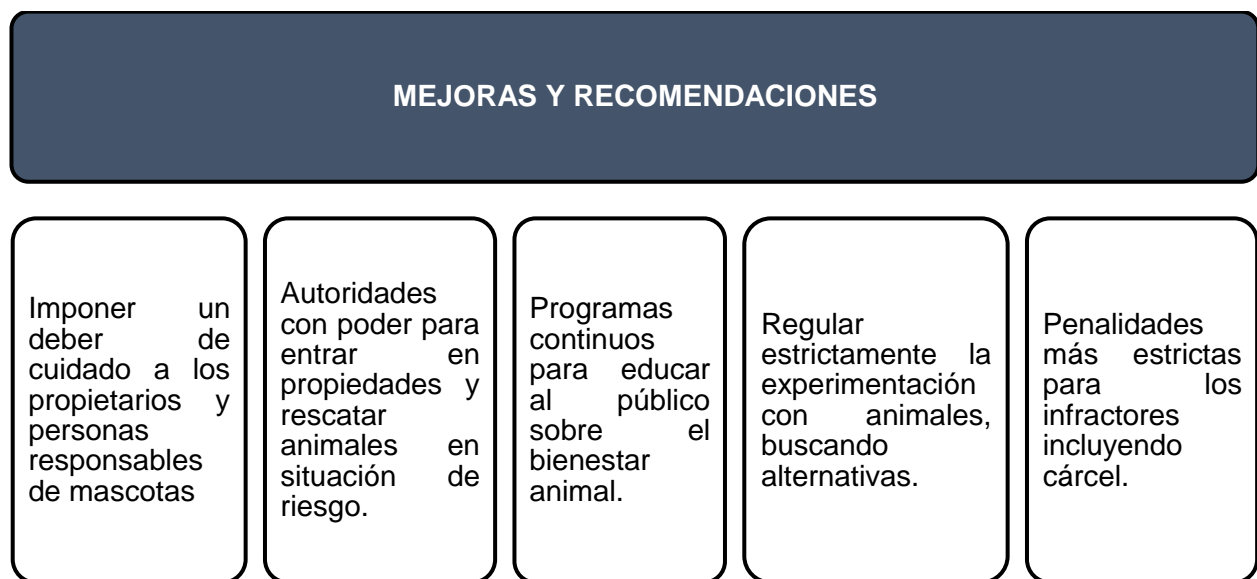 MEJORAS Y RECOMENDACIONES
Imponer un
deber de
cuidado a los
propietarios y
personas
responsables
de mascotas
Autoridades
con poder para
entrar en
propiedades y
rescatar
animales en
situación de
riesgo.
Programas
continuos
para educar
al público
sobre el
bienestar
animal.
Regular
estrictamente la
experimentación
con animales,
buscando
alternativas.
Penalidades
más estrictas
para los
infractores
incluyendo
cárcel.